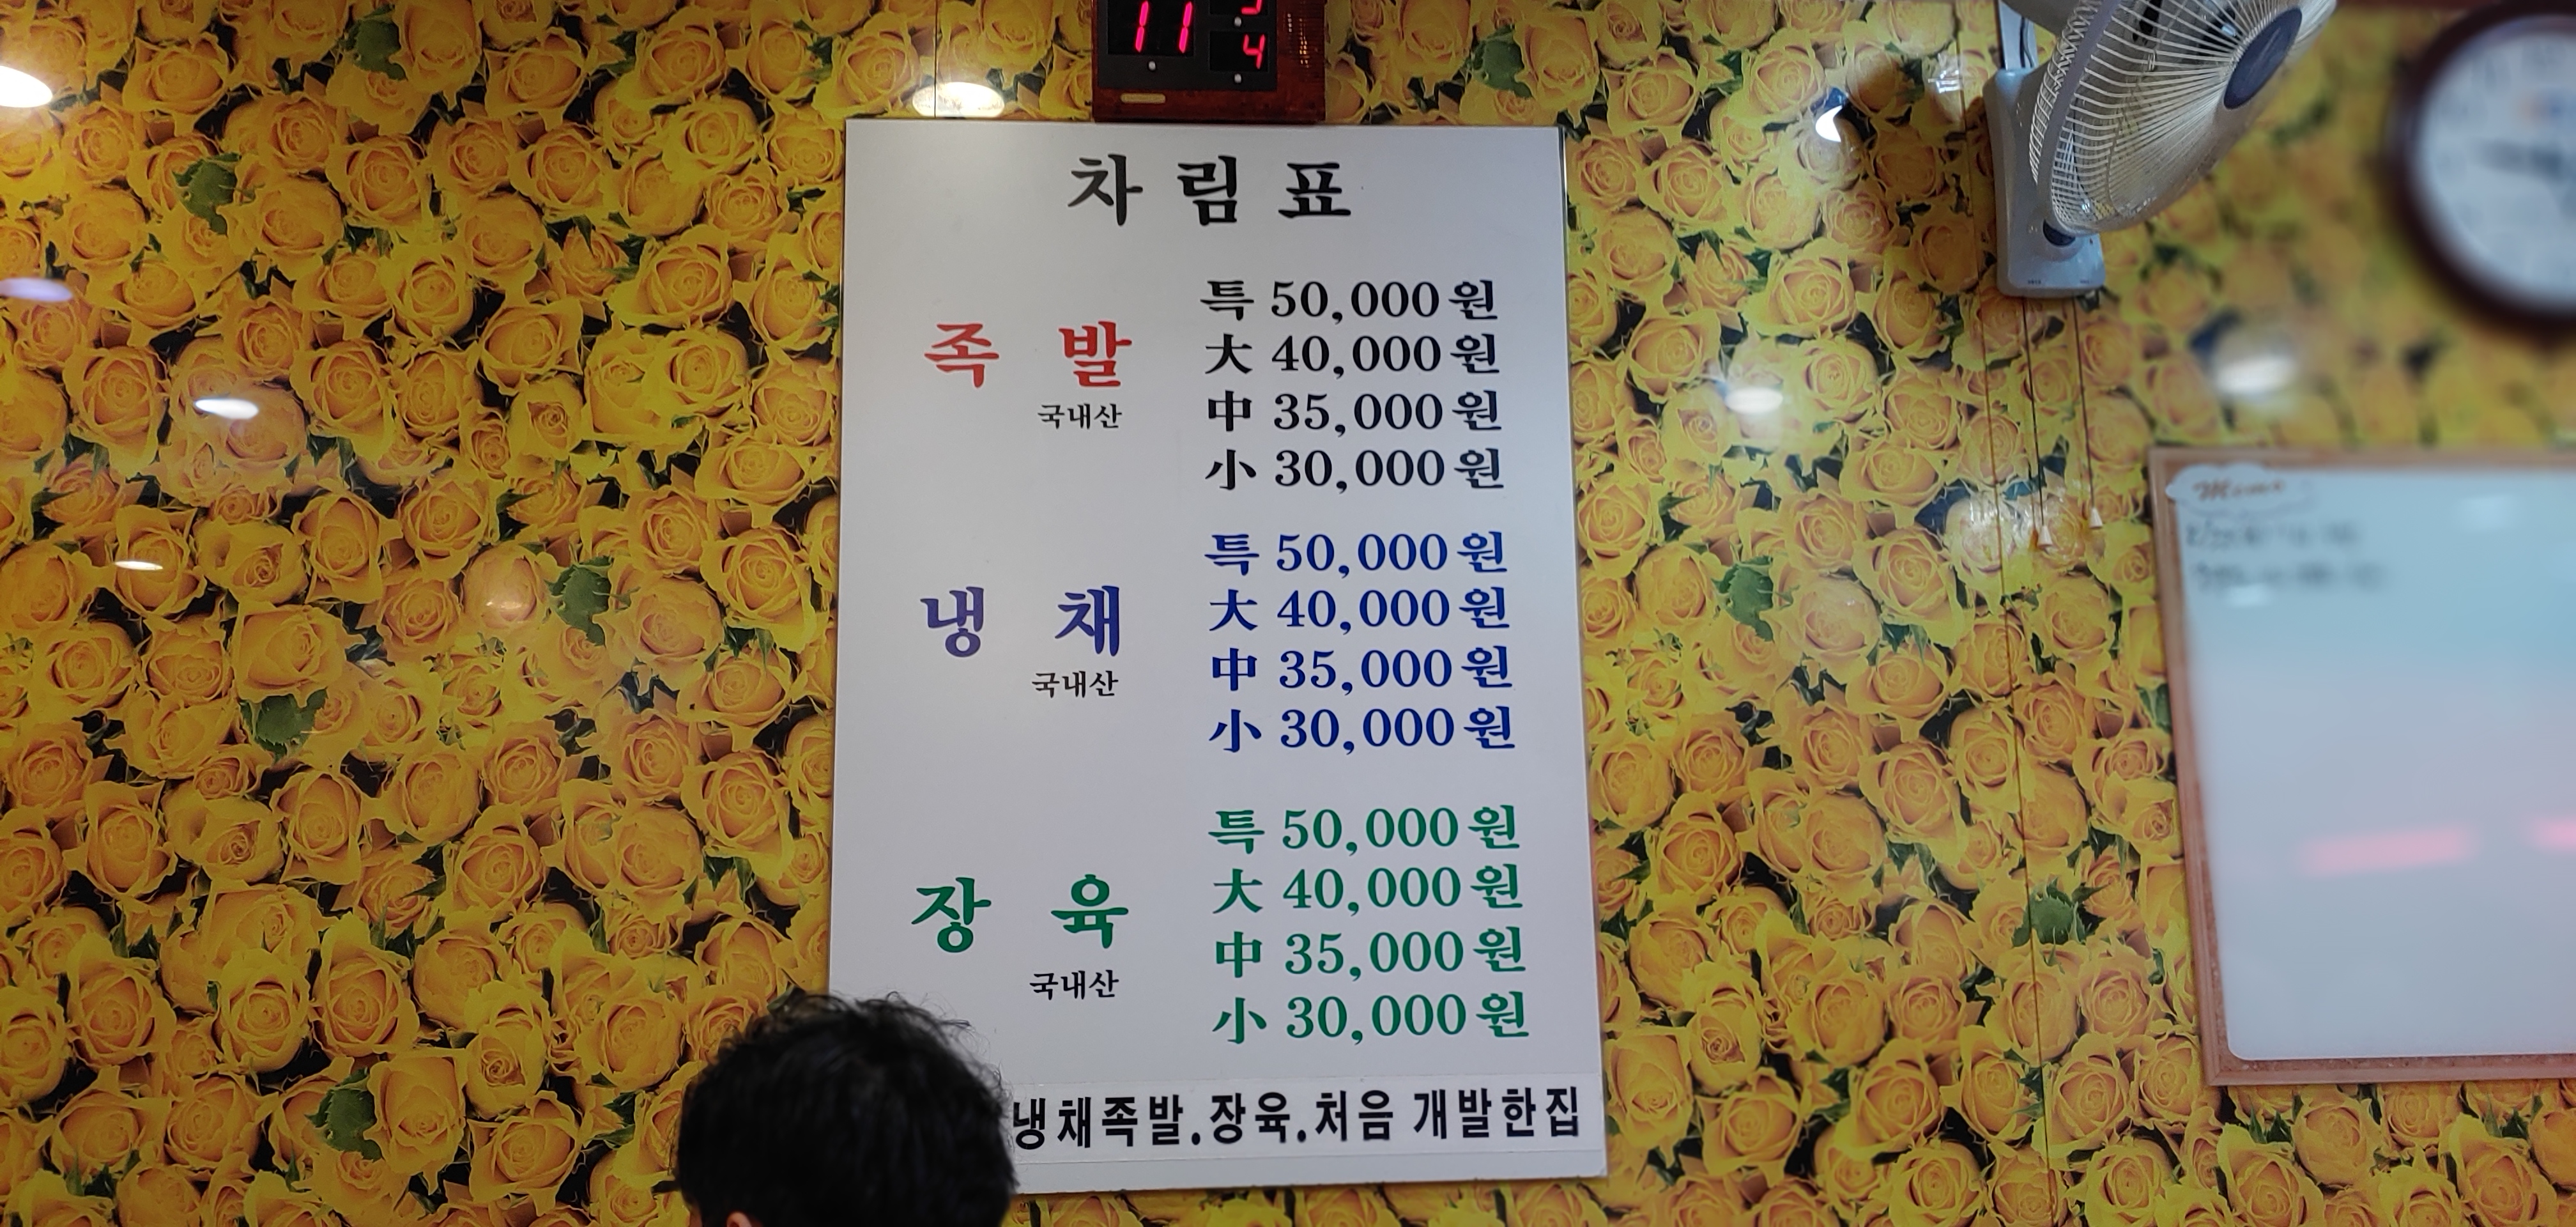 11
4
차림표
족발
국내산
특 50,000원
大 40,000원
中 35,000원
小 30,000원
냉채
국내산
특 50,000원
大 40,000원
中 35,000원
小 30,000원
장육
국내산
특 50,000원
大 40,000원
中 35,000원
小 30,000원
냉채족발.장육.처음 개발한집
Memo